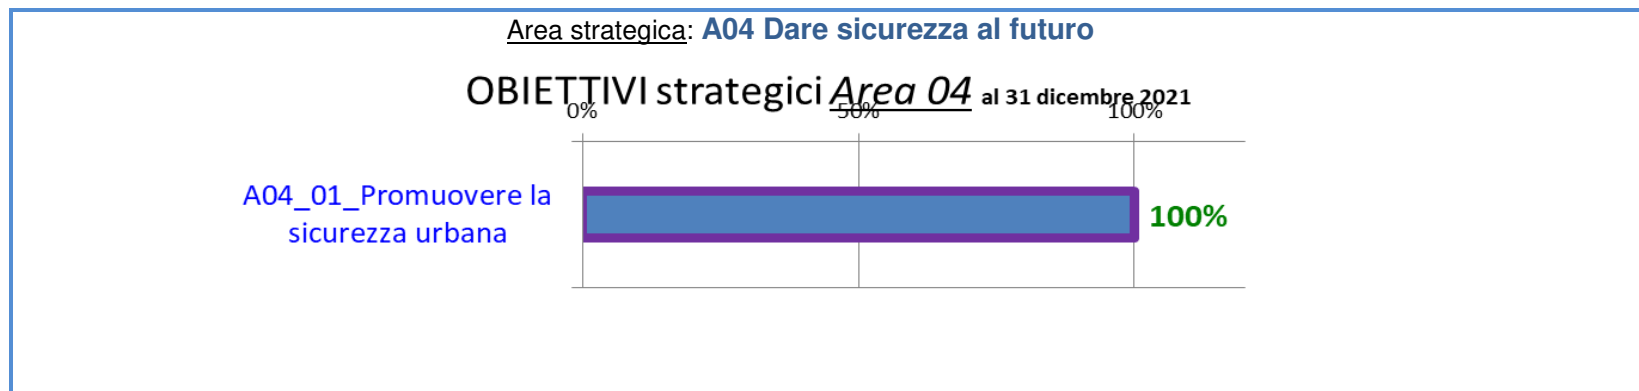 Area strategica: A04 Dare sicurezza al futuro
OBIETTIVI strategici Area 04 al 31 dicembre 2021
0% 50% 100%
A04_01_Promuovere la
sicurezza urbana
100%